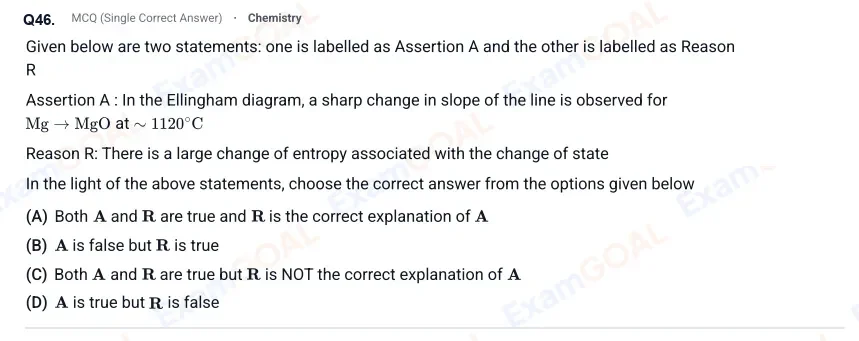 Q46. MCQ (Single Correct Answer) · Chemistry
Given below are two statements: one is labelled as Assertion A and the other is labelled as Reason
R
Assertion A : In the Ellingham diagram, a sharp change in slope of the line is observed for
Mg → MgO at ~ 1120°C
Reason R: There is a large change of entropy associated with the change of state
In the light of the above statements, choose the correct answer from the options given below
(A) Both A and R are true and R is the correct explanation of A
(B) A is false but R is true
(C) Both A and R are true but R is NOT the correct explanation of A
(D) A is true but R is false